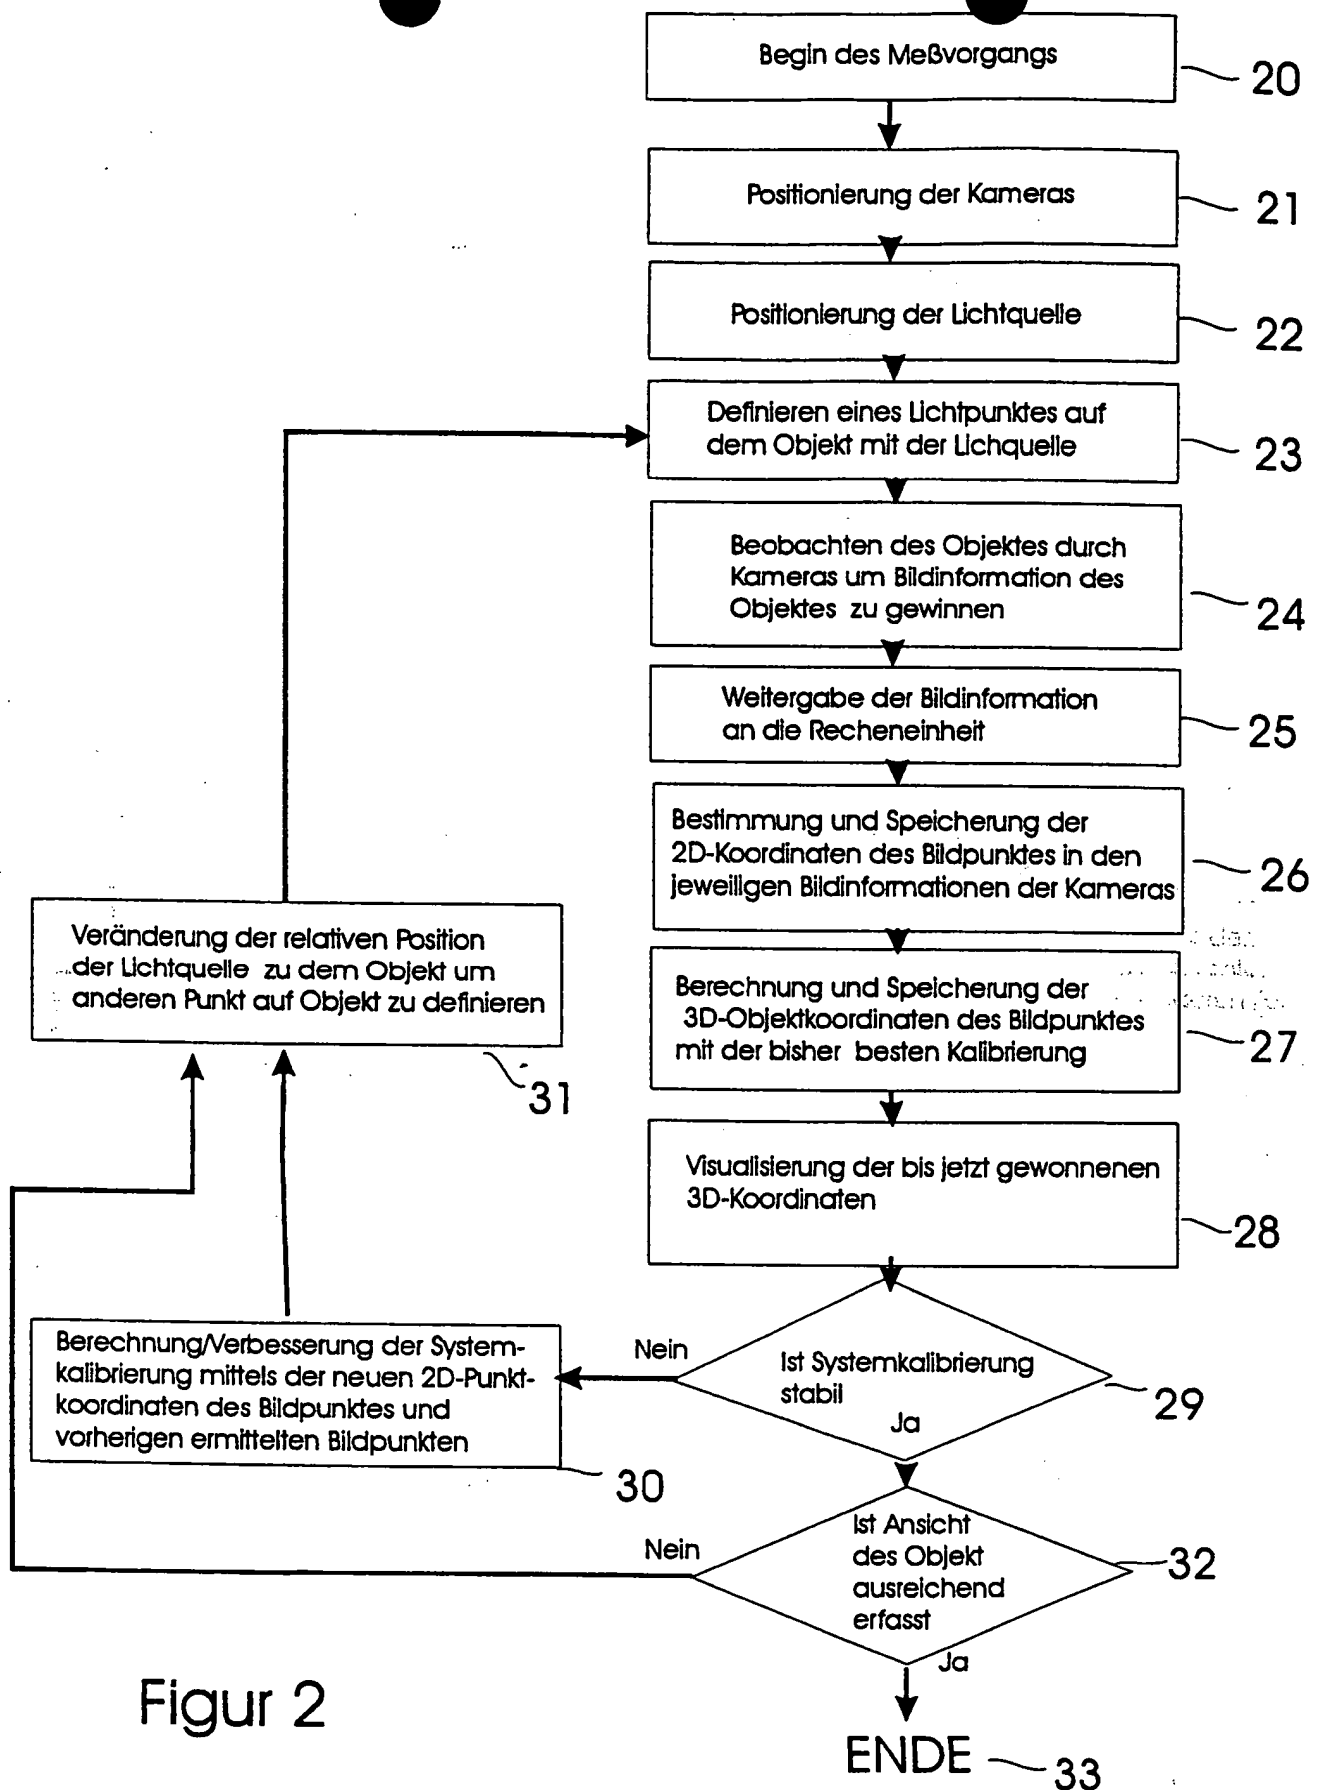 Begin des Meßvorgangs
20
Positionierung der Kameras
21
Positionierung der Lichtquelle
22
Definieren eines Lichtpunktes auf
dem Objekt mit der Lichquelle
23
Beobachten des Objektes durch
Kameras um Bildinformation des
Objektes zu gewinnen
24
Weitergabe der Bildinformation
an die Recheneinheit
25
Bestimmung und Speicherung der
2D-Koordinaten des Bildpunktes in den
jeweiligen Bildinformationen der Kameras
26
Berechnung und Speicherung der
3D-Objektkoordinaten des Bildpunktes
mit der bisher besten Kalibrierung
27
Visualisierung der bis jetzt gewonnenen
3D-Koordinaten
28
Ist Systemkalibrierung
stabil
Ja
Nein
29
Berechnung/Verbesserung der System-
kalibrierung mittels der neuen 2D-Punkt-
koordinaten des Bildpunktes und
vorherigen ermittelten Bildpunkten
30
Veränderung der relativen Position
der Lichtquelle zu dem Objekt um
anderen Punkt auf Objekt zu definieren
31
Ist Ansicht
des Objekt
ausreichend
erfasst
Nein
Ja
32
ENDE
33
Figur 2